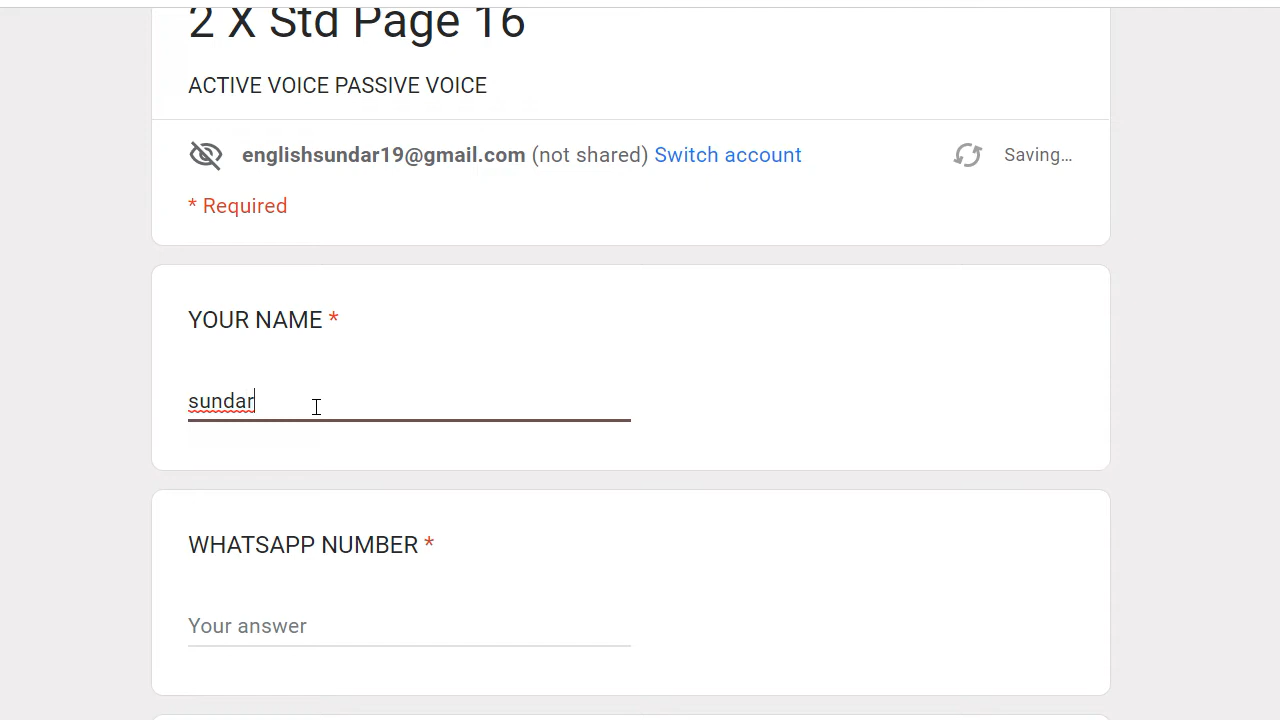 2 X Std Page 16
ACTIVE VOICE PASSIVE VOICE
englishsundar19@gmail.com (not shared) Switch account
Saving...
* Required
YOUR NAME *
sundar
WHATSAPP NUMBER *
Your answer